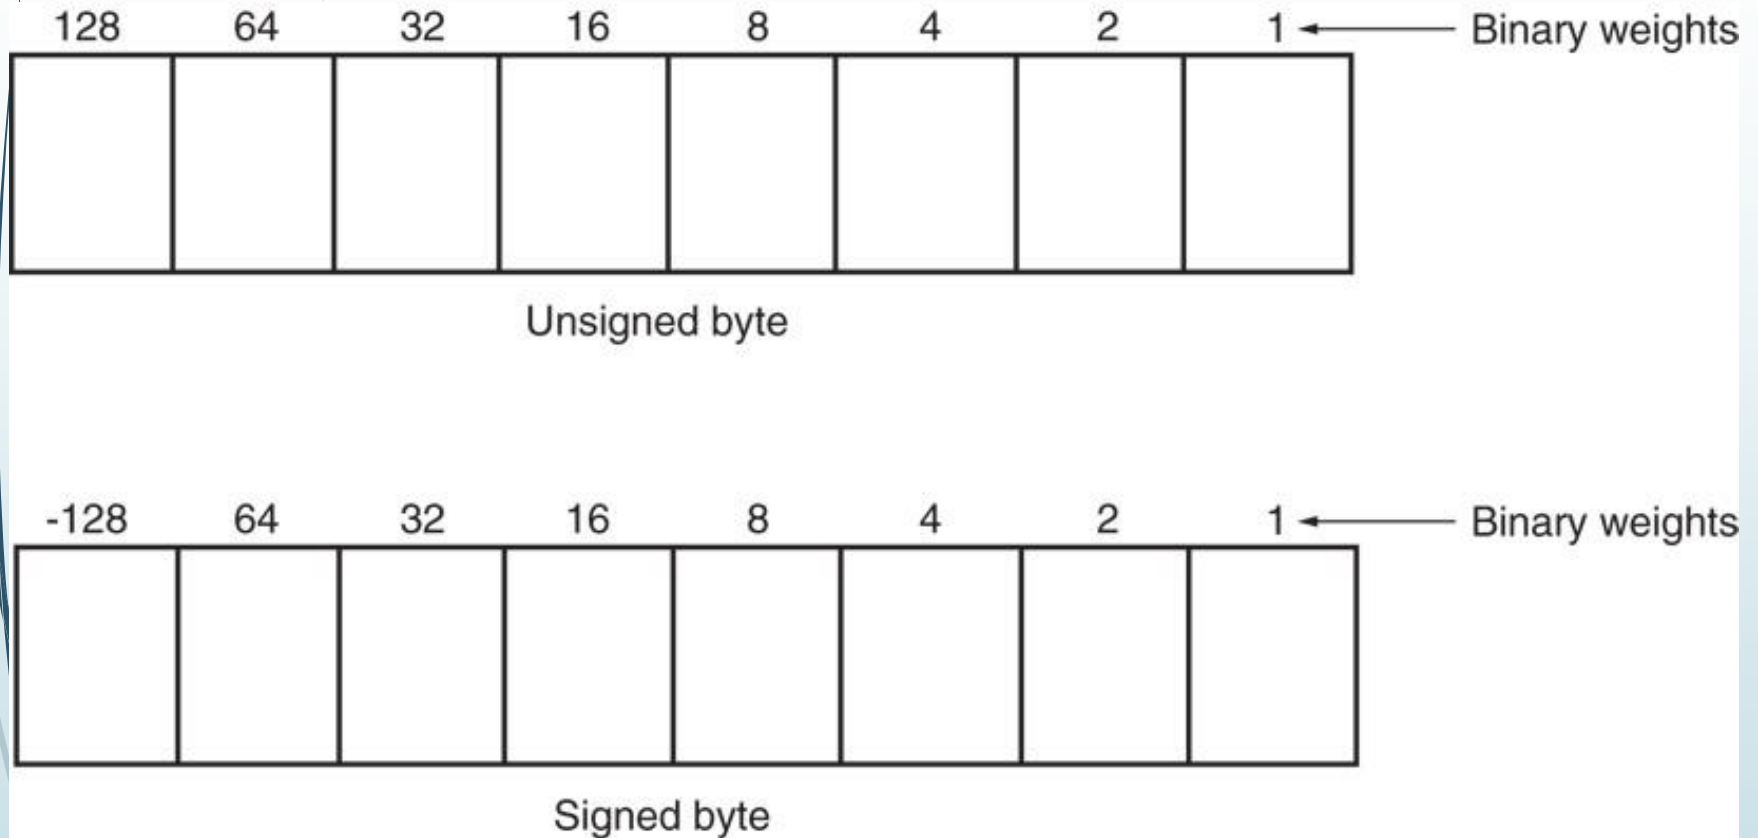 128 64 32 16 8 4 2 1 Binary weights
Unsigned byte
-128 64 32 16 8 4 2 1 Binary weights
Signed byte